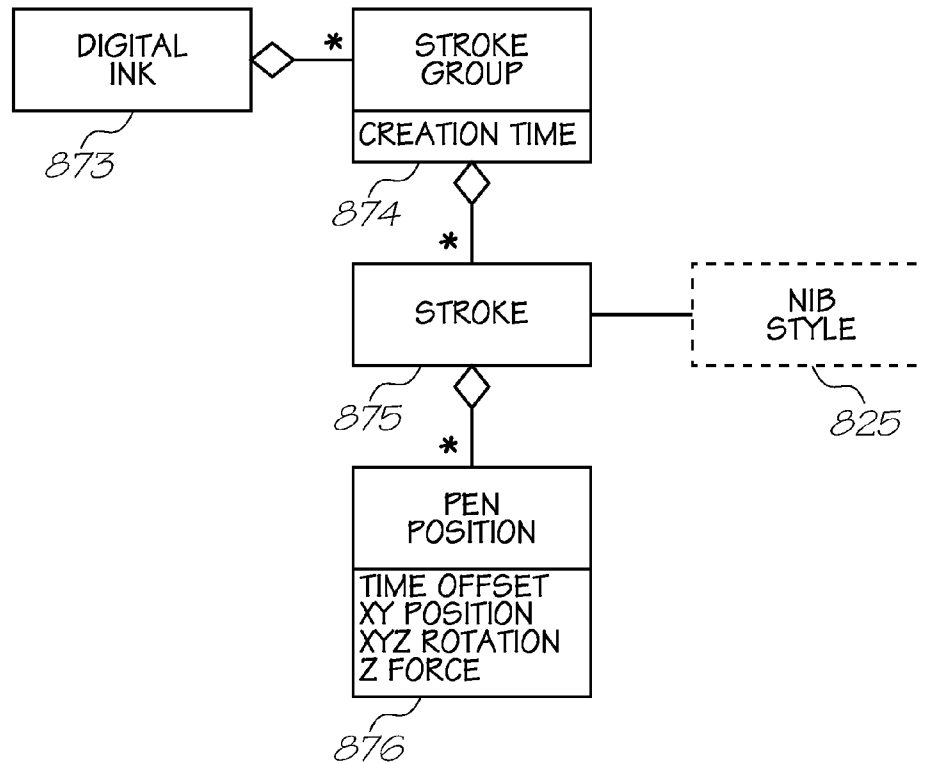 DIGITAL
INK
*
STROKE
GROUP
CREATION TIME
873
874
*
STROKE
NIB
STYLE
875
825
*
PEN
POSITION
TIME OFFSET
XY POSITION
XYZ ROTATION
Z FORCE
876